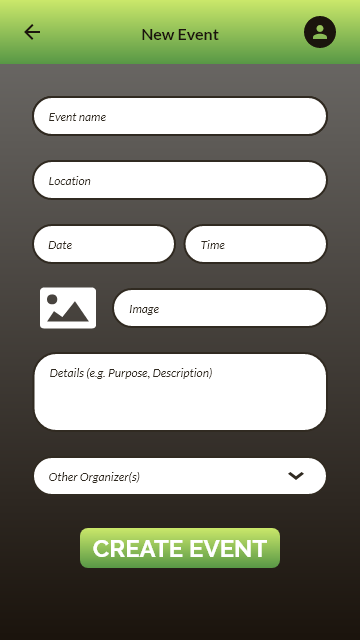 New Event
Event name
Location
Date
Time
Image
Details (e.g. Purpose, Description)
Other Organizer(s)
CREATE EVENT